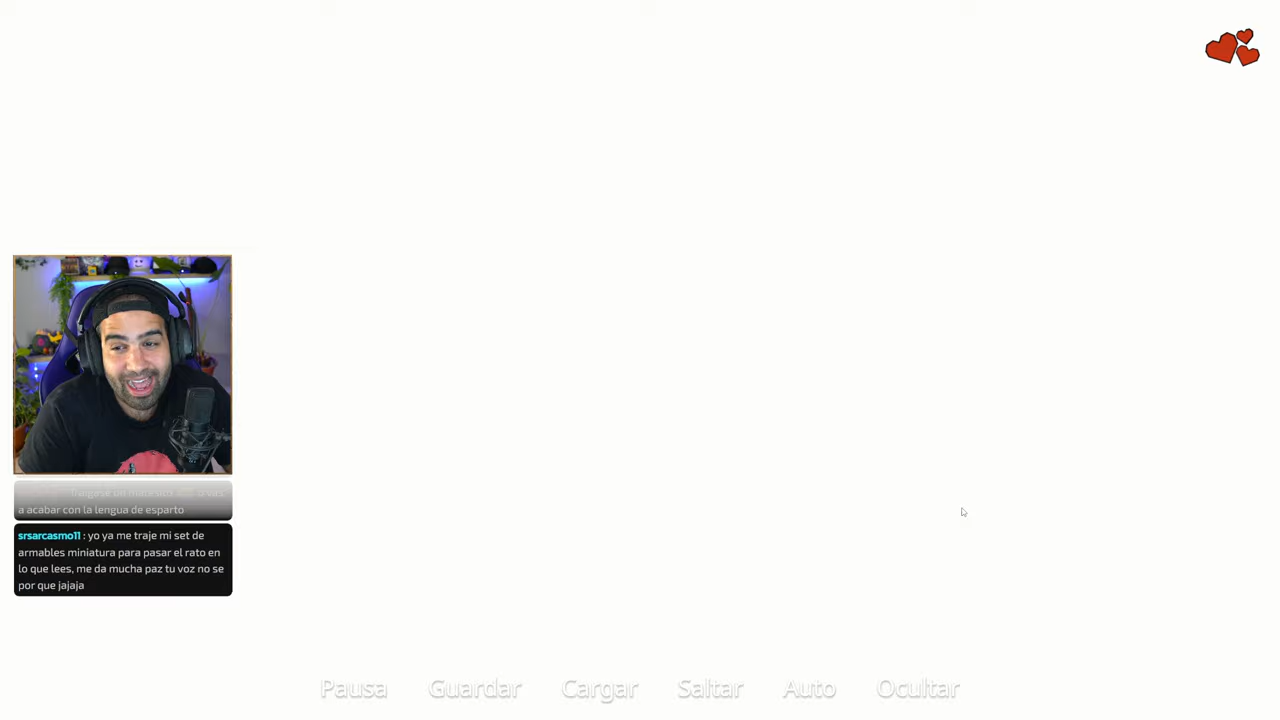 a acabar con la lengua de esparto
srsarcasmo11 : yo ya me traje mi set de
armables miniatura para pasar el rato en
lo que lees, me da mucha paz tu voz no se
por que jajaja
Pausa Guardar Cargar Saltar Auto Ocultar